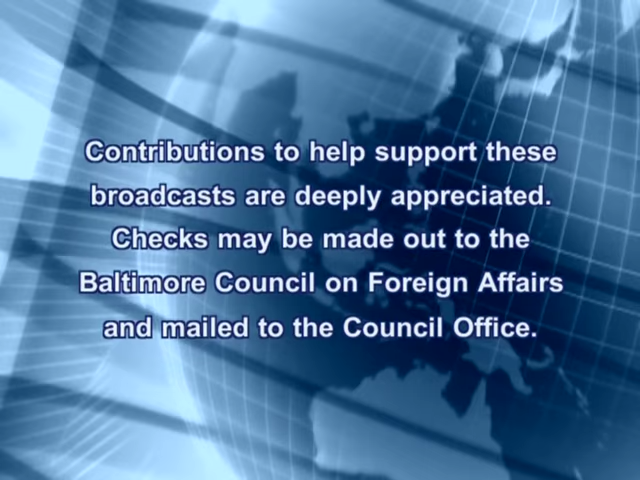 Contributions to help support these
broadcasts are deeply appreciated.
Checks may be made out to the
Baltimore Council on Foreign Affairs
and mailed to the Council Office.